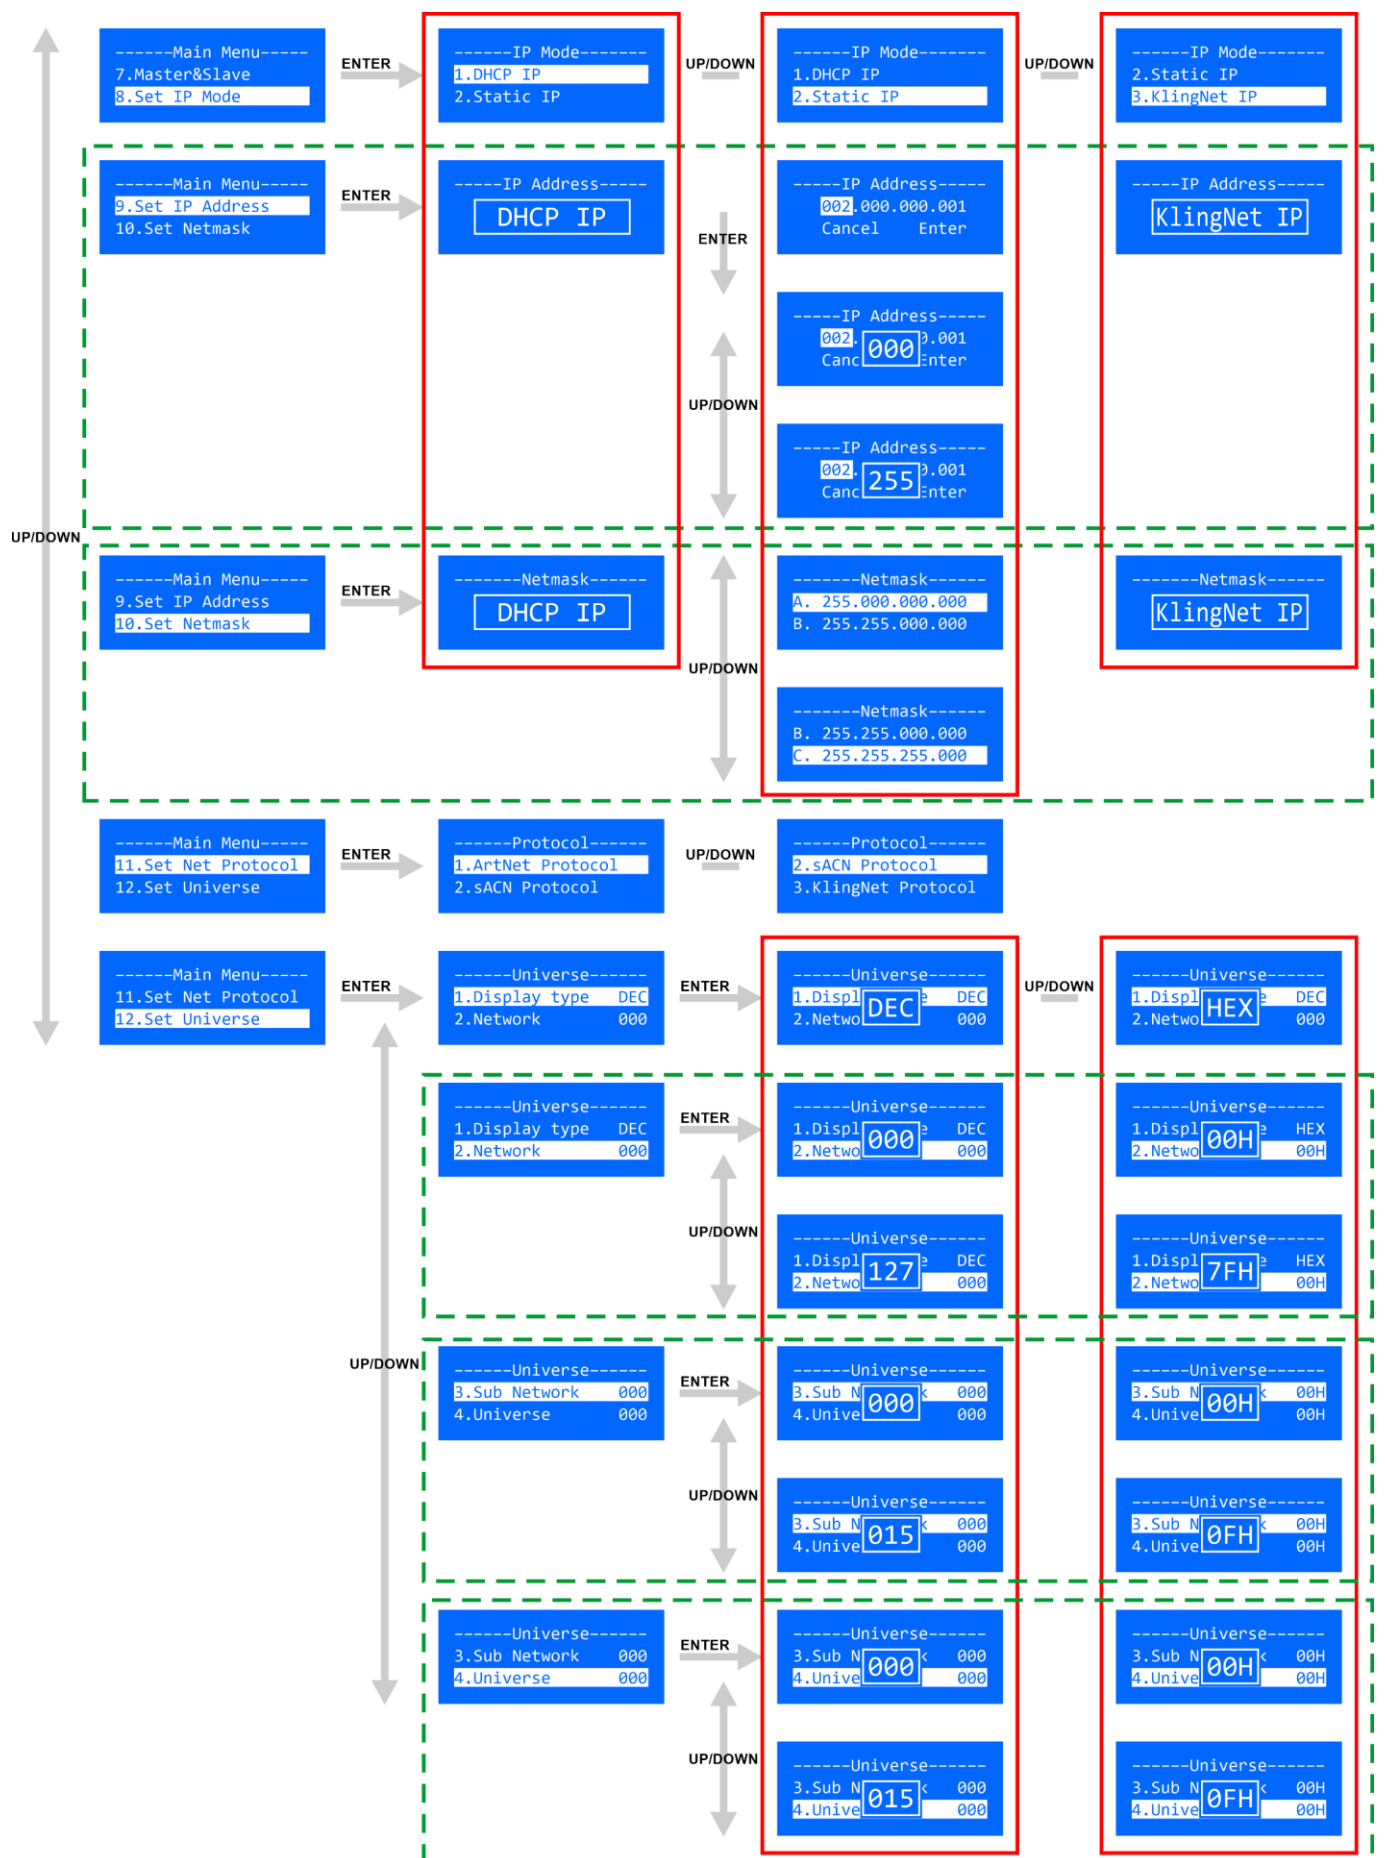 ------Main Menu-----
7.Master&Slave
8.Set IP Mode
ENTER
------IP Mode-------
1.DHCP IP
2.Static IP
UP/DOWN
------IP Mode-------
1.DHCP IP
2.Static IP
UP/DOWN
------IP Mode-------
2.Static IP
3.KlingNet IP
------Main Menu-----
9.Set IP Address
10.Set Netmask
ENTER
-----IP Address-----
DHCP IP
ENTER
-----IP Address-----
002.000.000.001
Cancel Enter
-----IP Address-----
KlingNet IP
-----IP Address-----
002. 0.001
Canc 000 Enter
UP/DOWN
-----IP Address-----
002. 0.001
Canc 255 Enter
UP/DOWN
------Main Menu-----
9.Set IP Address
10.Set Netmask
ENTER
-------Netmask------
DHCP IP
-------Netmask------
A. 255.000.000.000
B. 255.255.000.000
-------Netmask------
KlingNet IP
UP/DOWN
-------Netmask------
B. 255.255.000.000
C. 255.255.255.000
------Main Menu-----
11.Set Net Protocol
12.Set Universe
ENTER
------Protocol------
1.ArtNet Protocol
2.sACN Protocol
UP/DOWN
------Protocol------
2.sACN Protocol
3.KlingNet Protocol
------Main Menu-----
11.Set Net Protocol
12.Set Universe
ENTER
------Universe------
1.Display type DEC
2.Network 000
ENTER
------Universe------
1.Displ e DEC
2.Netwo DEC 000
UP/DOWN
------Universe------
1.Displ e DEC
2.Netwo HEX 000
------Universe------
1.Display type DEC
2.Network 000
ENTER
------Universe------
1.Displ e DEC
2.Netwo 000 000
------Universe------
1.Displ e HEX
2.Netwo 00H 00H
UP/DOWN
------Universe------
1.Displ e DEC
2.Netwo 127 000
------Universe------
1.Displ e HEX
2.Netwo 7FH 00H
UP/DOWN
------Universe------
3.Sub Network 000
4.Universe 000
ENTER
------Universe------
3.Sub N k 000
4.Unive 000 000
------Universe------
3.Sub N k 00H
4.Unive 00H 00H
UP/DOWN
------Universe------
3.Sub N k 000
4.Unive 015 000
------Universe------
3.Sub N k 00H
4.Unive 0FH 00H
------Universe------
3.Sub Network 000
4.Universe 000
ENTER
------Universe------
3.Sub N k 000
4.Unive 000 000
------Universe------
3.Sub N k 00H
4.Unive 00H 00H
UP/DOWN
------Universe------
3.Sub N k 000
4.Unive 015 000
------Universe------
3.Sub N k 00H
4.Unive 0FH 00H